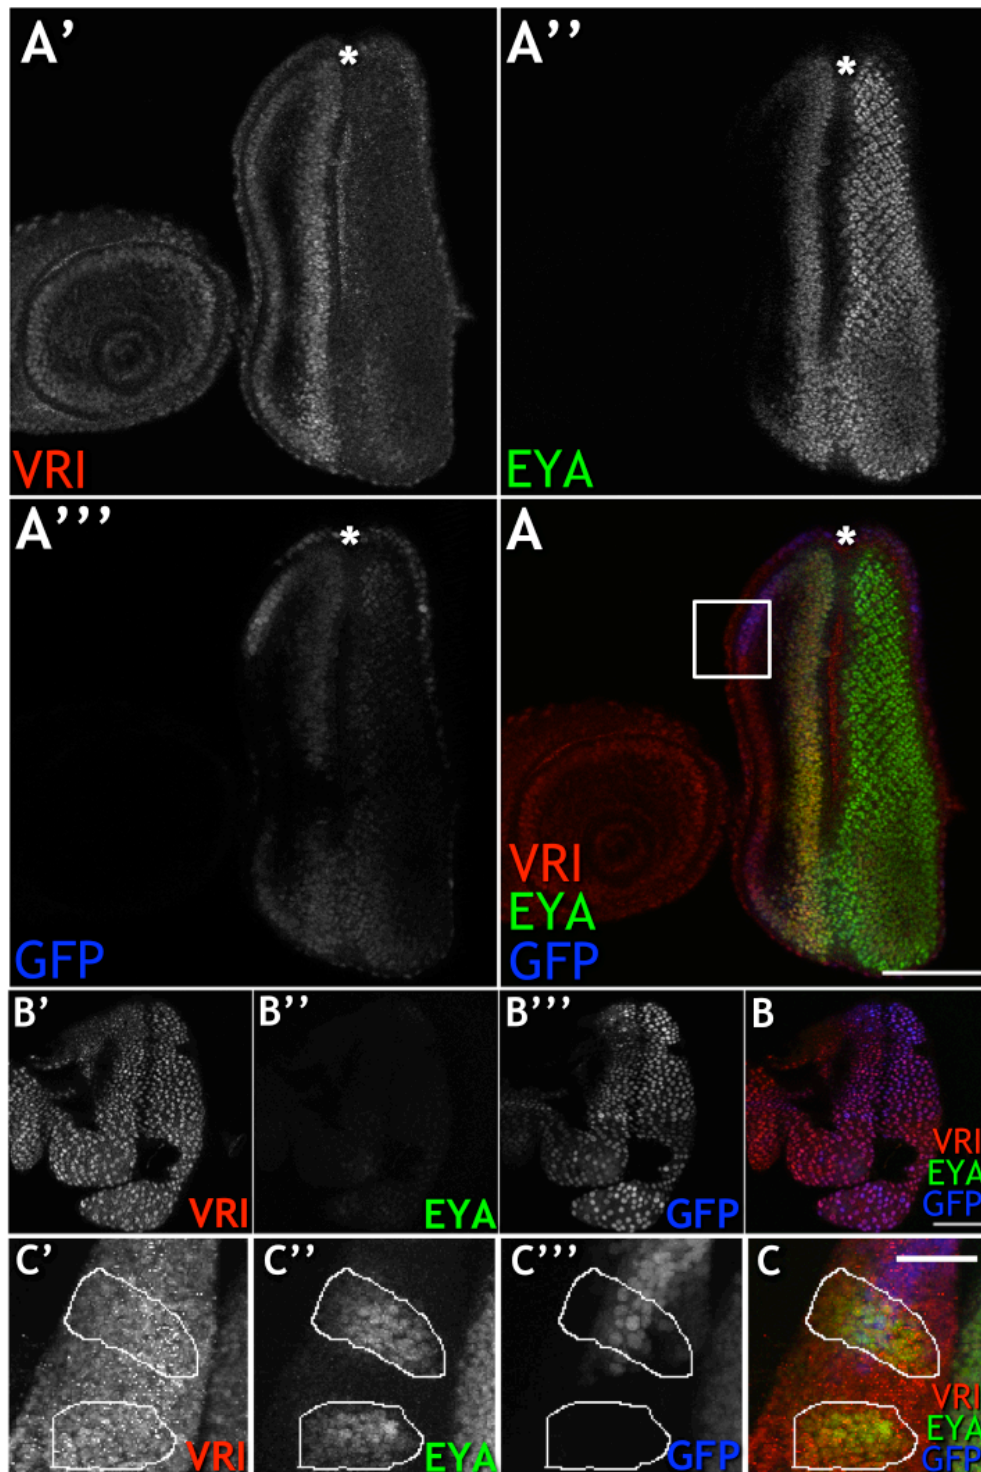 A' A''
* *
VRI EYA
A''' A
* *
VRI
EYA
GFP GFP
B' B'' B''' B
VRI
EYA
VRI EYA GFP GFP
C' C'' C''' C
VRI
EYA
VRI EYA GFP GFP